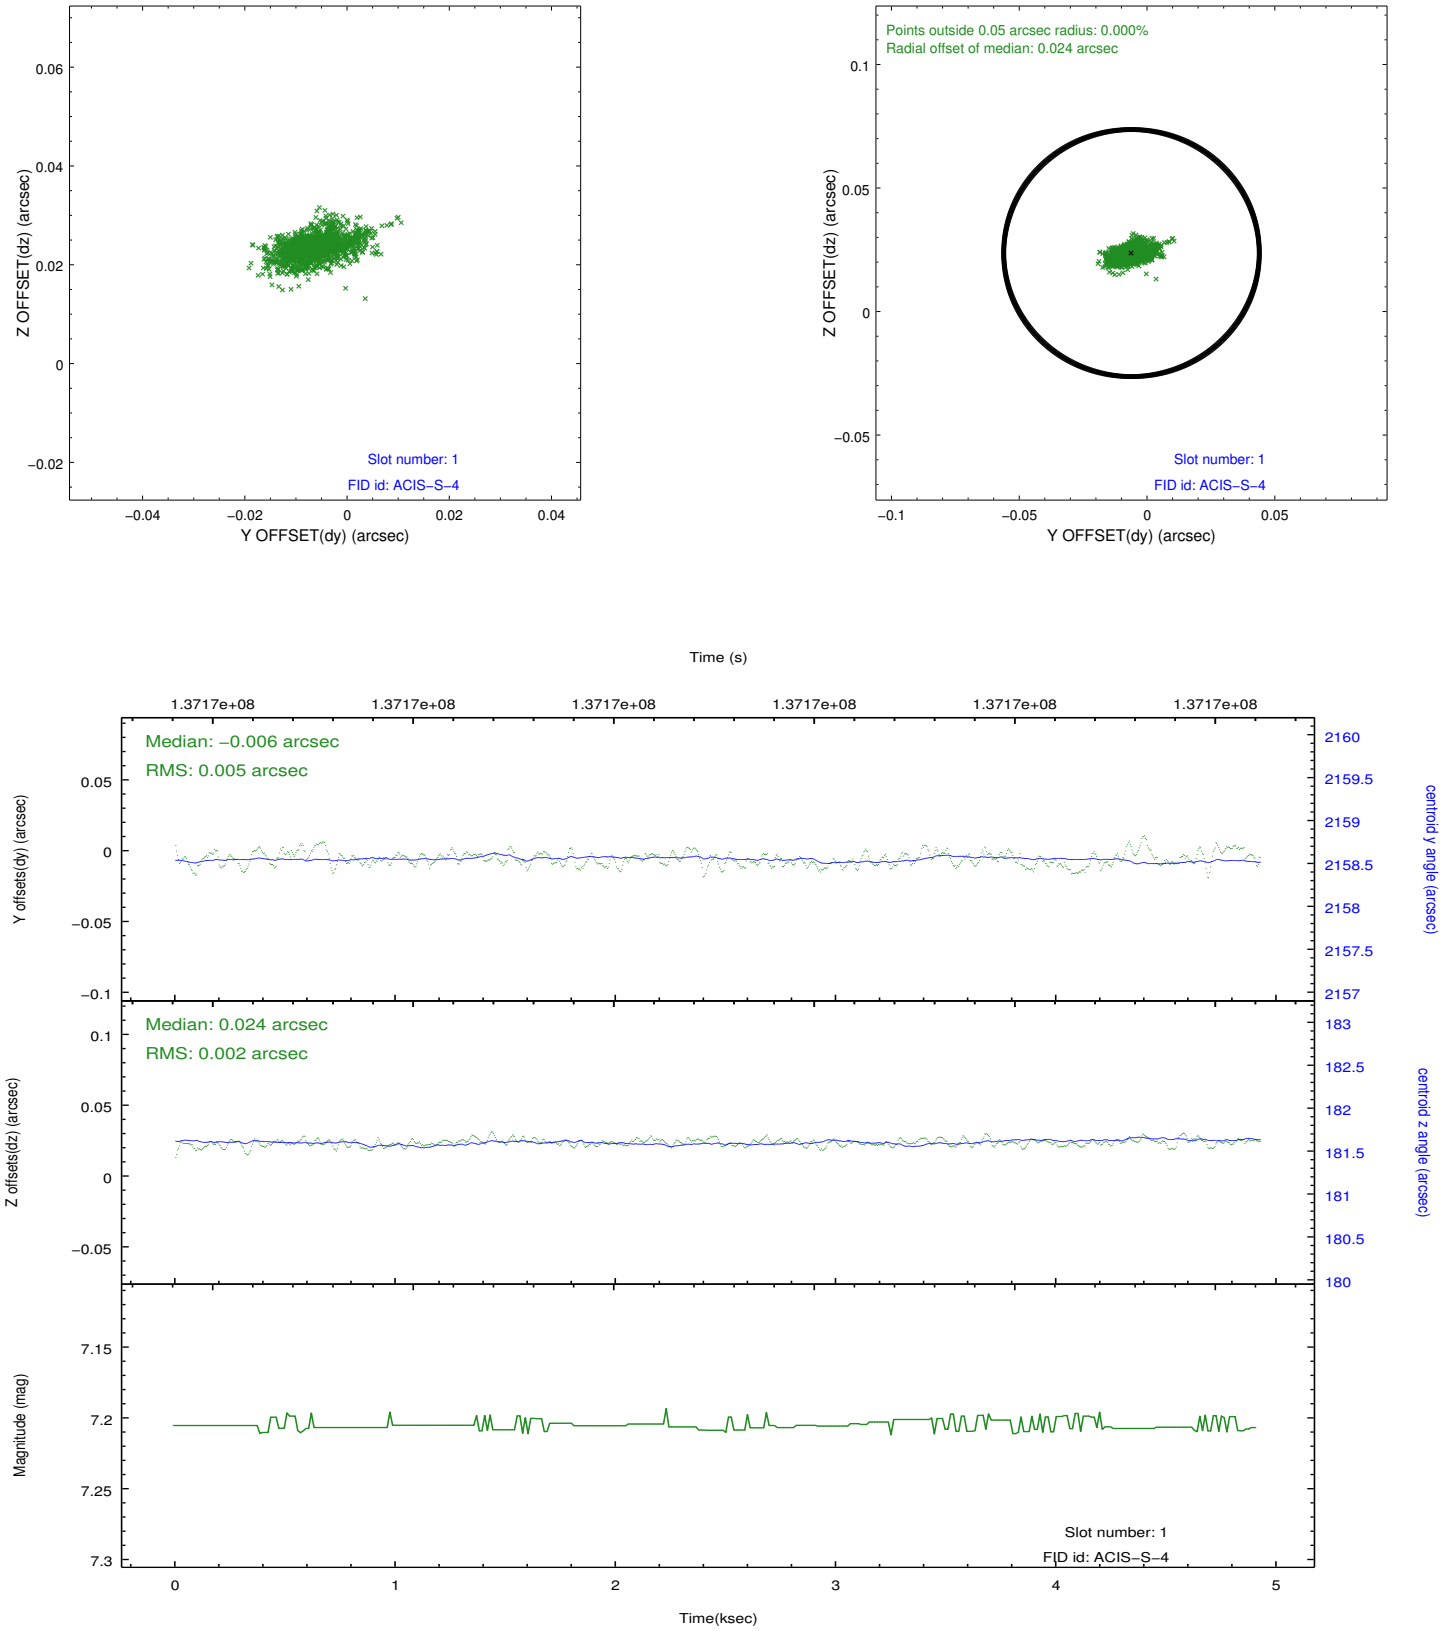 0.06
0.04
0.02
0
−0.02
Z OFFSET(dz) (arcsec)
Slot number: 1
FID id: ACIS−S−4
−0.04
−0.02
0
0.02
0.04
Y OFFSET(dy) (arcsec)
Points outside 0.05 arcsec radius: 0.000%
Radial offset of median: 0.024 arcsec
0.1
0.05
0
−0.05
Z OFFSET(dz) (arcsec)
Slot number: 1
FID id: ACIS−S−4
−0.1
−0.05
0
0.05
Y OFFSET(dy) (arcsec)
Time (s)
1.3717e+08
1.3717e+08
1.3717e+08
1.3717e+08
1.3717e+08
1.3717e+08
Median: −0.006 arcsec
RMS: 0.005 arcsec
0.05
0
−0.05
−0.1
Y offsets(dy) (arcsec)
2160
2159.5
2159
2158.5
2158
2157.5
2157
centroid y angle (arcsec)
Median: 0.024 arcsec
RMS: 0.002 arcsec
0.1
0.05
0
−0.05
Z offsets(dz) (arcsec)
183
182.5
182
181.5
181
180.5
180
centroid z angle (arcsec)
7.15
7.2
7.25
7.3
Magnitude (mag)
Slot number: 1
FID id: ACIS−S−4
0
1
2
3
4
5
Time(ksec)